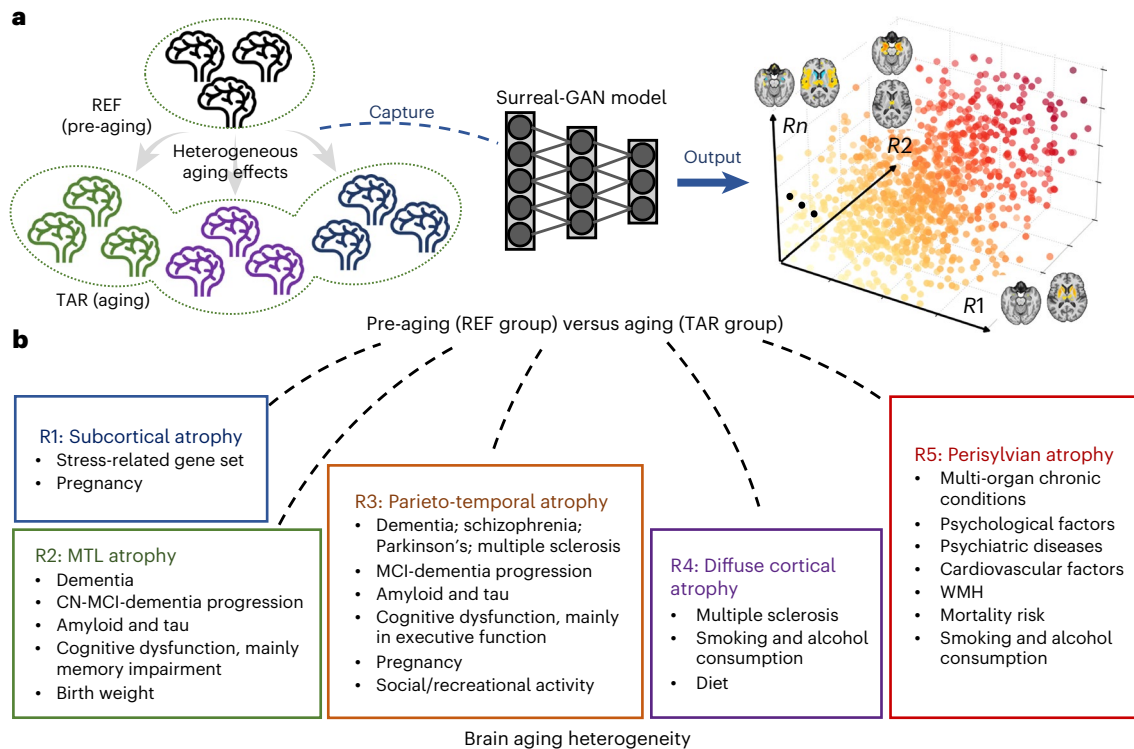 a
REF
(pre-aging)
Heterogeneous
aging effects
TAR (aging)
Capture
Surreal-GAN model
Output
Rn
R2
R1
Pre-aging (REF group) versus aging (TAR group)
b
R1: Subcortical atrophy
• Stress-related gene set
• Pregnancy
R2: MTL atrophy
• Dementia
• CN-MCI-dementia progression
• Amyloid and tau
• Cognitive dysfunction, mainly
memory impairment
• Birth weight
R3: Parieto-temporal atrophy
• Dementia; schizophrenia;
Parkinson's; multiple sclerosis
• MCI-dementia progression
• Amyloid and tau
• Cognitive dysfunction, mainly
in executive function
• Pregnancy
• Social/recreational activity
R4: Diffuse cortical
atrophy
• Multiple sclerosis
• Smoking and alcohol
consumption
• Diet
R5: Perisylvian atrophy
• Multi-organ chronic
conditions
• Psychological factors
• Psychiatric diseases
• Cardiovascular factors
• WMH
• Mortality risk
• Smoking and alcohol
consumption
Brain aging heterogeneity